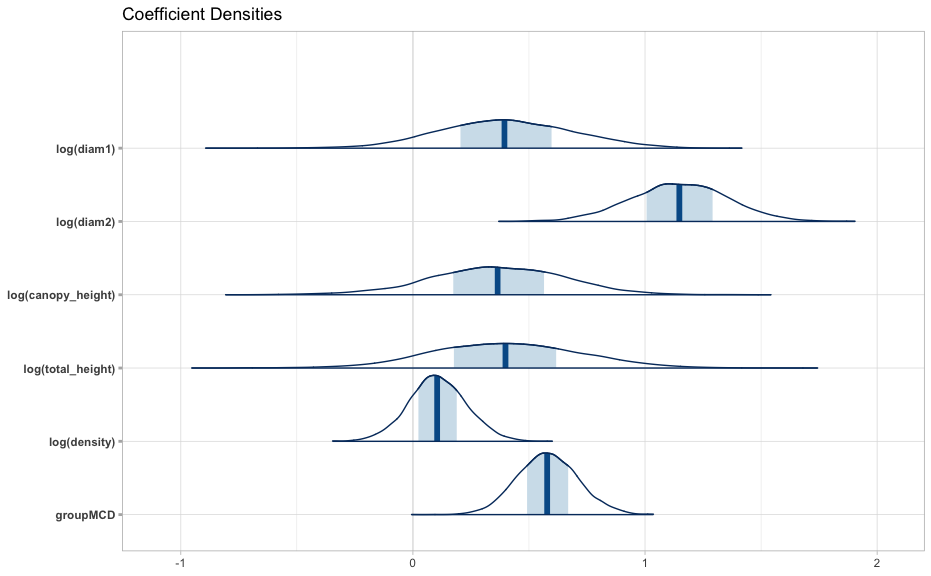 Coefficient Densities
log(diam1)
log(diam2)
log(canopy_height)
log(total_height)
log(density)
groupMCD
-1 0 1 2